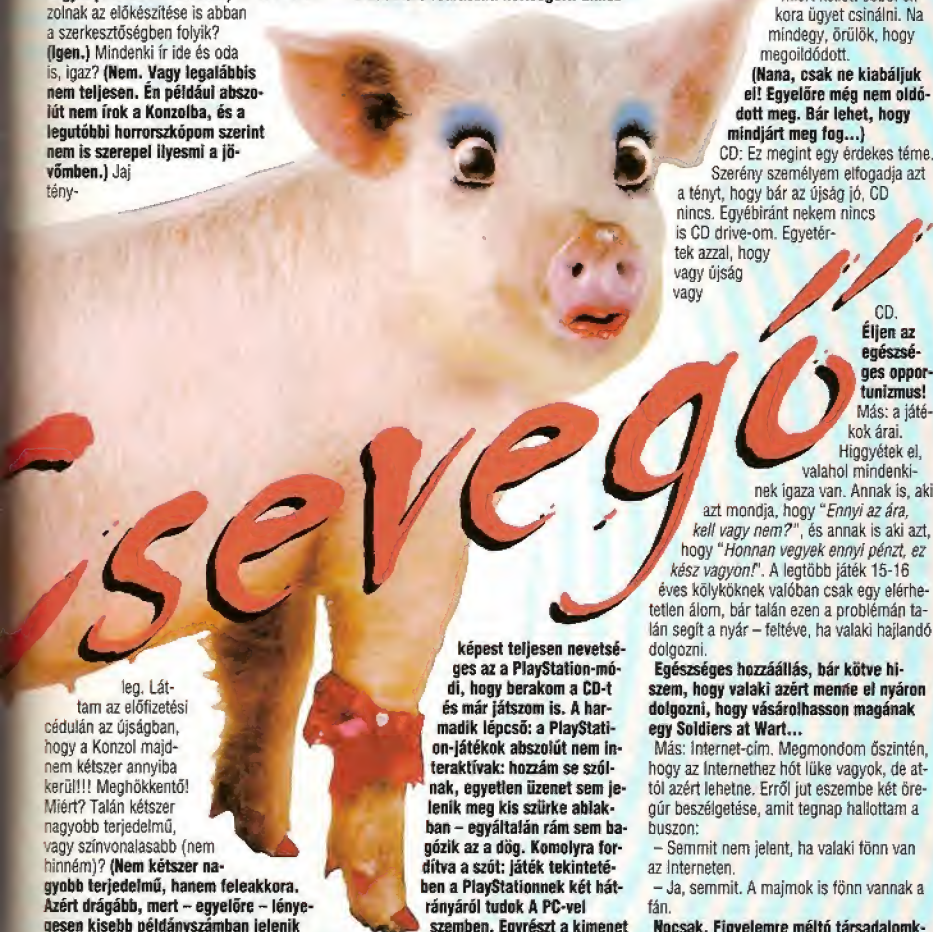 zolnak az előkészítése is abban
a szerkesztőségben folyik?
(Igen.) Mindenki ír ide és oda
is, igaz? (Nem. Vagy legalábbis
nem teljesen. Én például abszo-
lút nem írok a Konzolba, és a
legutóbbi horrorszkópom szerint
nem is szerepel ilyesmi a jö-
vőmben.) Jaj
tény-
leg. Lát-
tam az előfizetési
cédulán az újságban,
hogy a Konzol majd-
nem kétszer annyiba
kerül!!! Meghökkentő!
Miért? Talán kétszer
nagyobb terjedelmű,
vagy színvonalasabb (nem
hinném)? (Nem kétszer na-
gyobb terjedelmű, hanem feleakkora.
Azért drágább, mert – egyelőre – lénye-
gesen kisebb példányszámban jelenik
Csevegő
képest teljesen nevetsé-
ges az a PlayStation-mó-
di, hogy berakom a CD-t
és már játszom is. A har-
madik lépcső: a PlayStati-
on-játékok abszolút nem in-
teraktívak: hozzám se szól-
nak, egyetlen üzenet sem je-
lenik meg kis szürke ablak-
ban – egyáltalán rám sem ba-
gózik az a dög. Komolyra for-
dítva a szót: játék tekinteté-
ben a PlayStationnek két hát-
rányáról tudok A PC-vel
szemben. Egyrészt a kimenet
kora ügyet csinálni. Na
mindegy, örülök, hogy
megoildódott.
(Nana, csak ne kiabáljuk
el! Egyelőre még nem oldó-
dott meg. Bár lehet, hogy
mindjárt meg fog...)
CD: Ez megint egy érdekes téme.
Szerény személyem elfogadja azt
a tényt, hogy bár az újság jó, CD
nincs. Egyébiránt nekem nincs
is CD drive-om. Egyetér-
tek azzal, hogy
vagy újság
vagy
CD.
Éljen az
egészsé-
ges oppor-
tunizmus!
Más: a játé-
kok árai.
Higgyétek el,
valahol mindenki-
nek igaza van. Annak is, aki
azt mondja, hogy "Ennyi az ára,
kell vagy nem?", és annak is aki azt,
hogy "Honnan vegyek ennyi pénzt, ez
kész vagyon!". A legtöbb játék 15-16
éves kölyköknek valóban csak egy elérhe-
tetlen álom, bár talán ezen a problémán ta-
lán segít a nyár – feltéve, ha valaki hajlandó
dolgozni.
Egészséges hozzáállás, bár kötve hi-
szem, hogy valaki azért menne el nyáron
dolgozni, hogy vásárolhasson magának
egy Soldiers at Wart...
Más: Internet-cím. Megmondom őszintén,
hogy az Internethez hót lüke vagyok, de at-
tól azért lehetne. Erről jut eszembe két öre-
gúr beszélgetése, amit tegnap hallottam a
buszon:
– Semmit nem jelent, ha valaki fönn van
az Interneten.
– Ja, semmit. A majmok is fönn vannak a
fán.
Nocsak. Figyelemre méltó társadalomk-